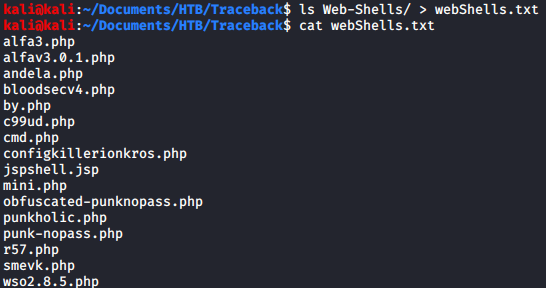 kali@kali:~/Documents/HTB/Traceback$ ls Web-Shells/ > webShells.txt
kali@kali:~/Documents/HTB/Traceback$ cat webShells.txt
alfa3.php
alfav3.0.1.php
andela.php
bloodsecv4.php
by.php
c99ud.php
cmd.php
configkillerionkros.php
jspshell.jsp
mini.php
obfuscated-punknopass.php
punkholic.php
punk-nopass.php
r57.php
smevk.php
wso2.8.5.php